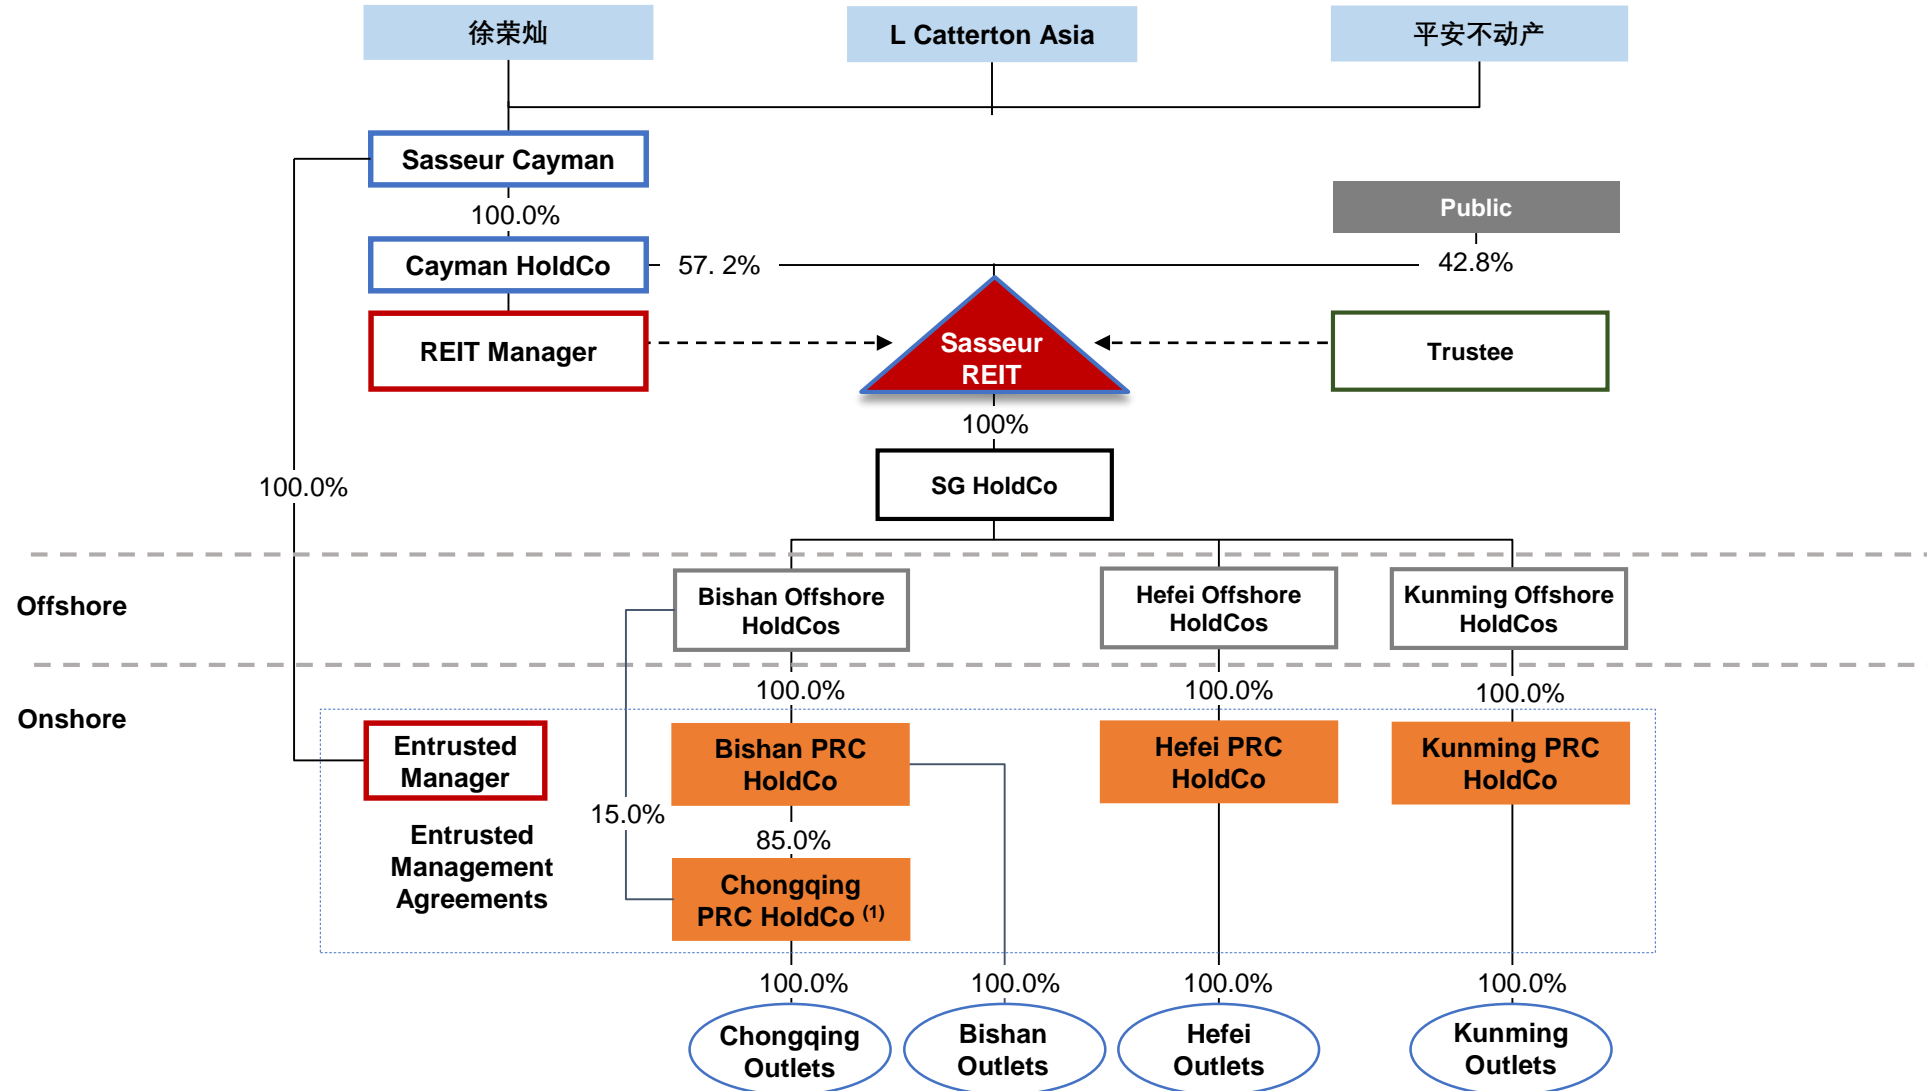 徐荣灿
L Catterton Asia
平安不动产
Sasseur Cayman
100.0%
Public
Cayman HoldCo
57. 2%
42.8%
REIT Manager
Sasseur
REIT
Trustee
100%
SG HoldCo
100.0%
Offshore
Bishan Offshore
HoldCos
Hefei Offshore
HoldCos
Kunming Offshore
HoldCos
100.0%
100.0%
100.0%
Onshore
Entrusted
Manager
Bishan PRC
HoldCo
Hefei PRC
HoldCo
Kunming PRC
HoldCo
15.0%
85.0%
Entrusted
Management
Agreements
Chongqing
PRC HoldCo (1)
100.0%
100.0%
100.0%
100.0%
Chongqing
Outlets
Bishan
Outlets
Hefei
Outlets
Kunming
Outlets